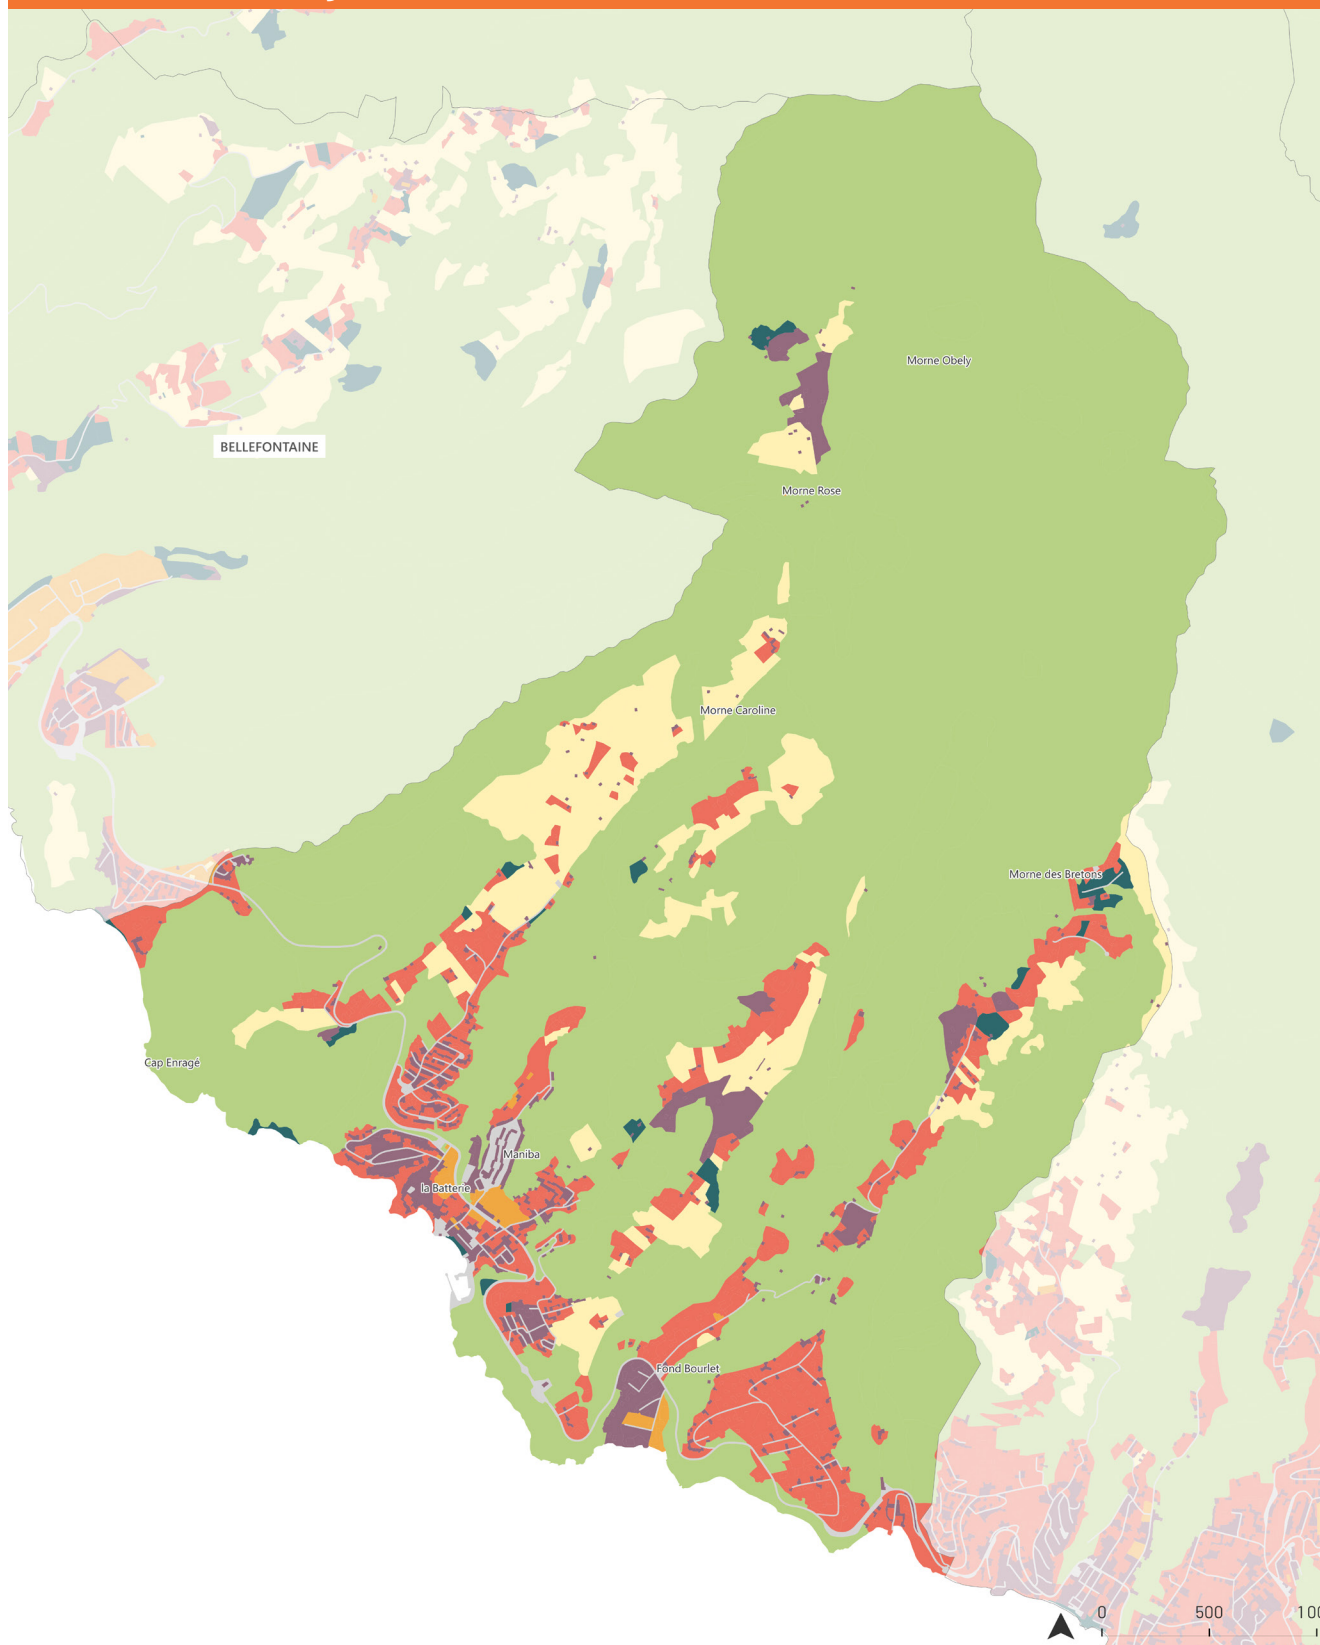 Morne Obely
BELLEFONTAINE
Morne Rose
Morne Caroline
Morne des Bretons
Cap Enragé
Maniba
la Batterie
Fond Bourlet
0 500